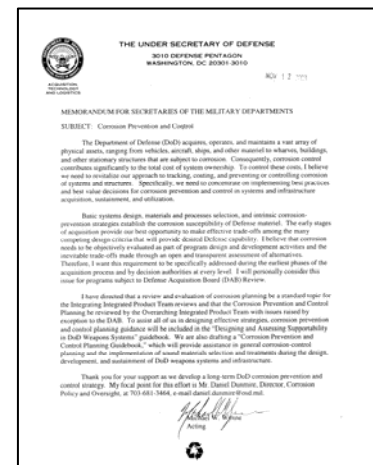 THE UNDER SECRETARY OF DEFENSE
3010 DEFENSE PENTAGON
WASHINGTON, DC 20301-3010
NOV 12
ACQUISITION,
TECHNOLOGY
AND LOGISTICS
MEMORANDUM FOR SECRETARIES OF THE MILITARY DEPARTMENTS
SUBJECT: Corrosion Prevention and Control
The Department of Defense (DoD) acquires, operates, and maintains a vast array of
physical assets, ranging from vehicles, aircraft, ships, and other materiel to wharves, buildings,
and other stationary structures that are subject to corrosion. Consequently, corrosion control
contributes significantly to the total cost of system ownership. To control these costs, I believe
we need to revitalize our approach to tracking, costing, and preventing or controlling corrosion
of systems and structures. Specifically, we need to concentrate on implementing best practices
and best value decisions for corrosion prevention and control in systems and infrastructure
acquisition, sustainment, and utilization.
Basic systems design, materials and processes selection, and intrinsic corrosion-
prevention strategies establish the corrosion susceptibility of Defense materiel. The early stages
of acquisition provide our best opportunity to make effective trade-offs among the many
competing design criteria that will provide desired Defense capability. I believe that corrosion
needs to be objectively evaluated as part of program design and development activities and the
inevitable trade-offs made through an open and transparent assessment of alternatives.
Therefore, I want this requirement to be specifically addressed during the earliest phases of the
acquisition process and by decision authorities at every level. I will personally consider this
issue for programs subject to Defense Acquisition Board (DAB) Review.
I have directed that a review and evaluation of corrosion planning be a standard topic for
the Integrating Integrated Product Team reviews and that the Corrosion Prevention and Control
Planning be reviewed by the Overarching Integrated Product Team with issues raised by
exception to the DAB. To assist all of us in designing effective strategies, corrosion prevention
and control planning guidance will be included in the "Designing and Assessing Supportability
in DoD Weapons Systems" guidebook. We are also drafting a "Corrosion Prevention and
Control Planning Guidebook," which will provide assistance in general corrosion-control
planning and the implementation of sound materials selection and treatments during the design,
development, and sustainment of DoD weapons systems and infrastructure.
Thank you for your support as we develop a long-term DoD corrosion prevention and
control strategy. My focal point for this effort is Mr. Daniel Dunmire, Director, Corrosion
Policy and Oversight, at 703-681-3464, e-mail daniel.dunmire@osd.mil.
Michael W. Wynne
Acting